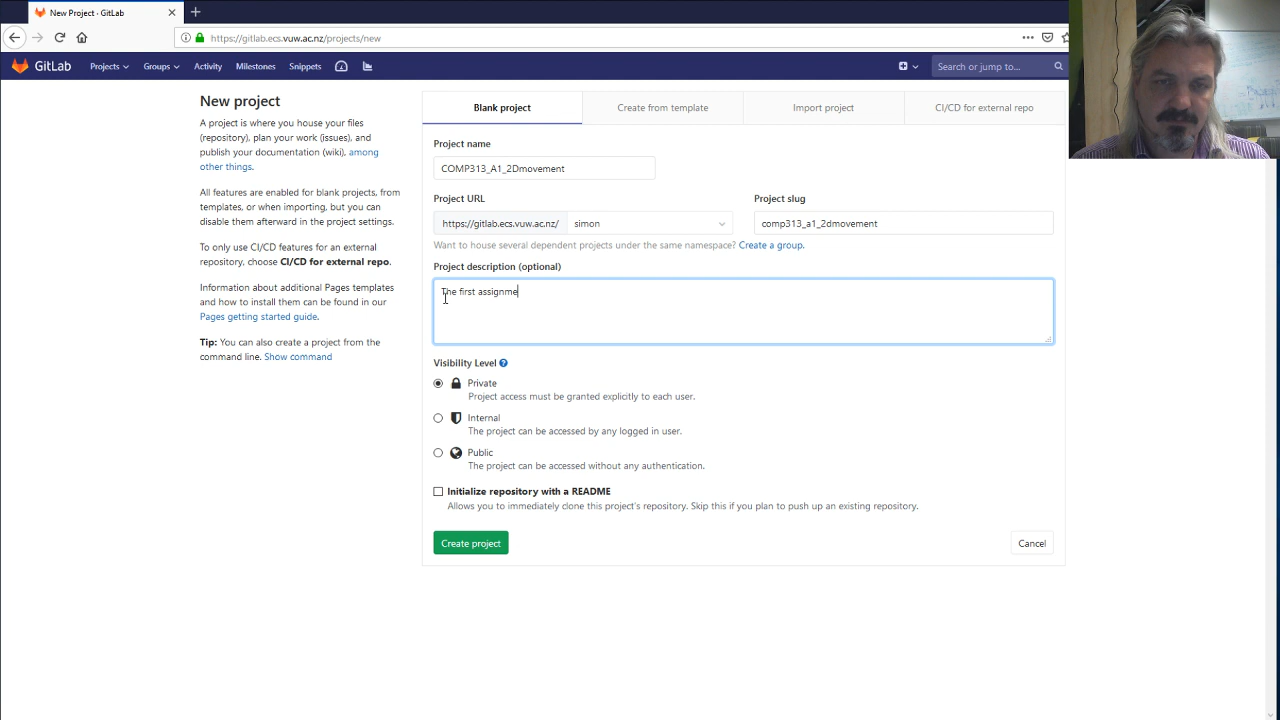 New Project · GitLab
https://gitlab.ecs.vuw.ac.nz/projects/new
GitLab Projects Groups Activity Milestones Snippets Search or jump to...
New project
A project is where you house your files
(repository), plan your work (issues), and
publish your documentation (wiki), among
other things.
All features are enabled for blank projects, from
templates, or when importing, but you can
disable them afterward in the project settings.
To only use CI/CD features for an external
repository, choose CI/CD for external repo.
Information about additional Pages templates
and how to install them can be found in our
Pages getting started guide.
Tip: You can also create a project from the
command line. Show command
Blank project Create from template Import project CI/CD for external repo
Project name
COMP313_A1_2Dmovement
Project URL Project slug
https://gitlab.ecs.vuw.ac.nz/ simon comp313_a1_2dmovement
Want to house several dependent projects under the same namespace? Create a group.
Project description (optional)
The first assignme
Visibility Level
Private
Project access must be granted explicitly to each user.
Internal
The project can be accessed by any logged in user.
Public
The project can be accessed without any authentication.
Initialize repository with a README
Allows you to immediately clone this project's repository. Skip this if you plan to push up an existing repository.
Create project Cancel